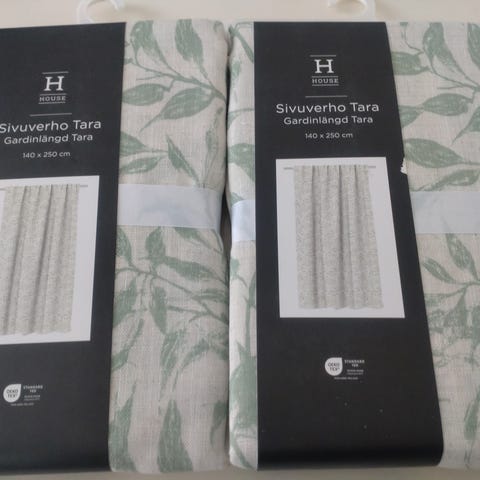 H
HOUSE
Sivuverho Tara
Gardinlängd Tara
140 x 250 cm
OEKO
TEX®
STANDARD
100
H
HOUSE
Sivuverho Tara
Gardinlängd Tara
140 x 250 cm
OEKO
TEX®
STANDARD
100